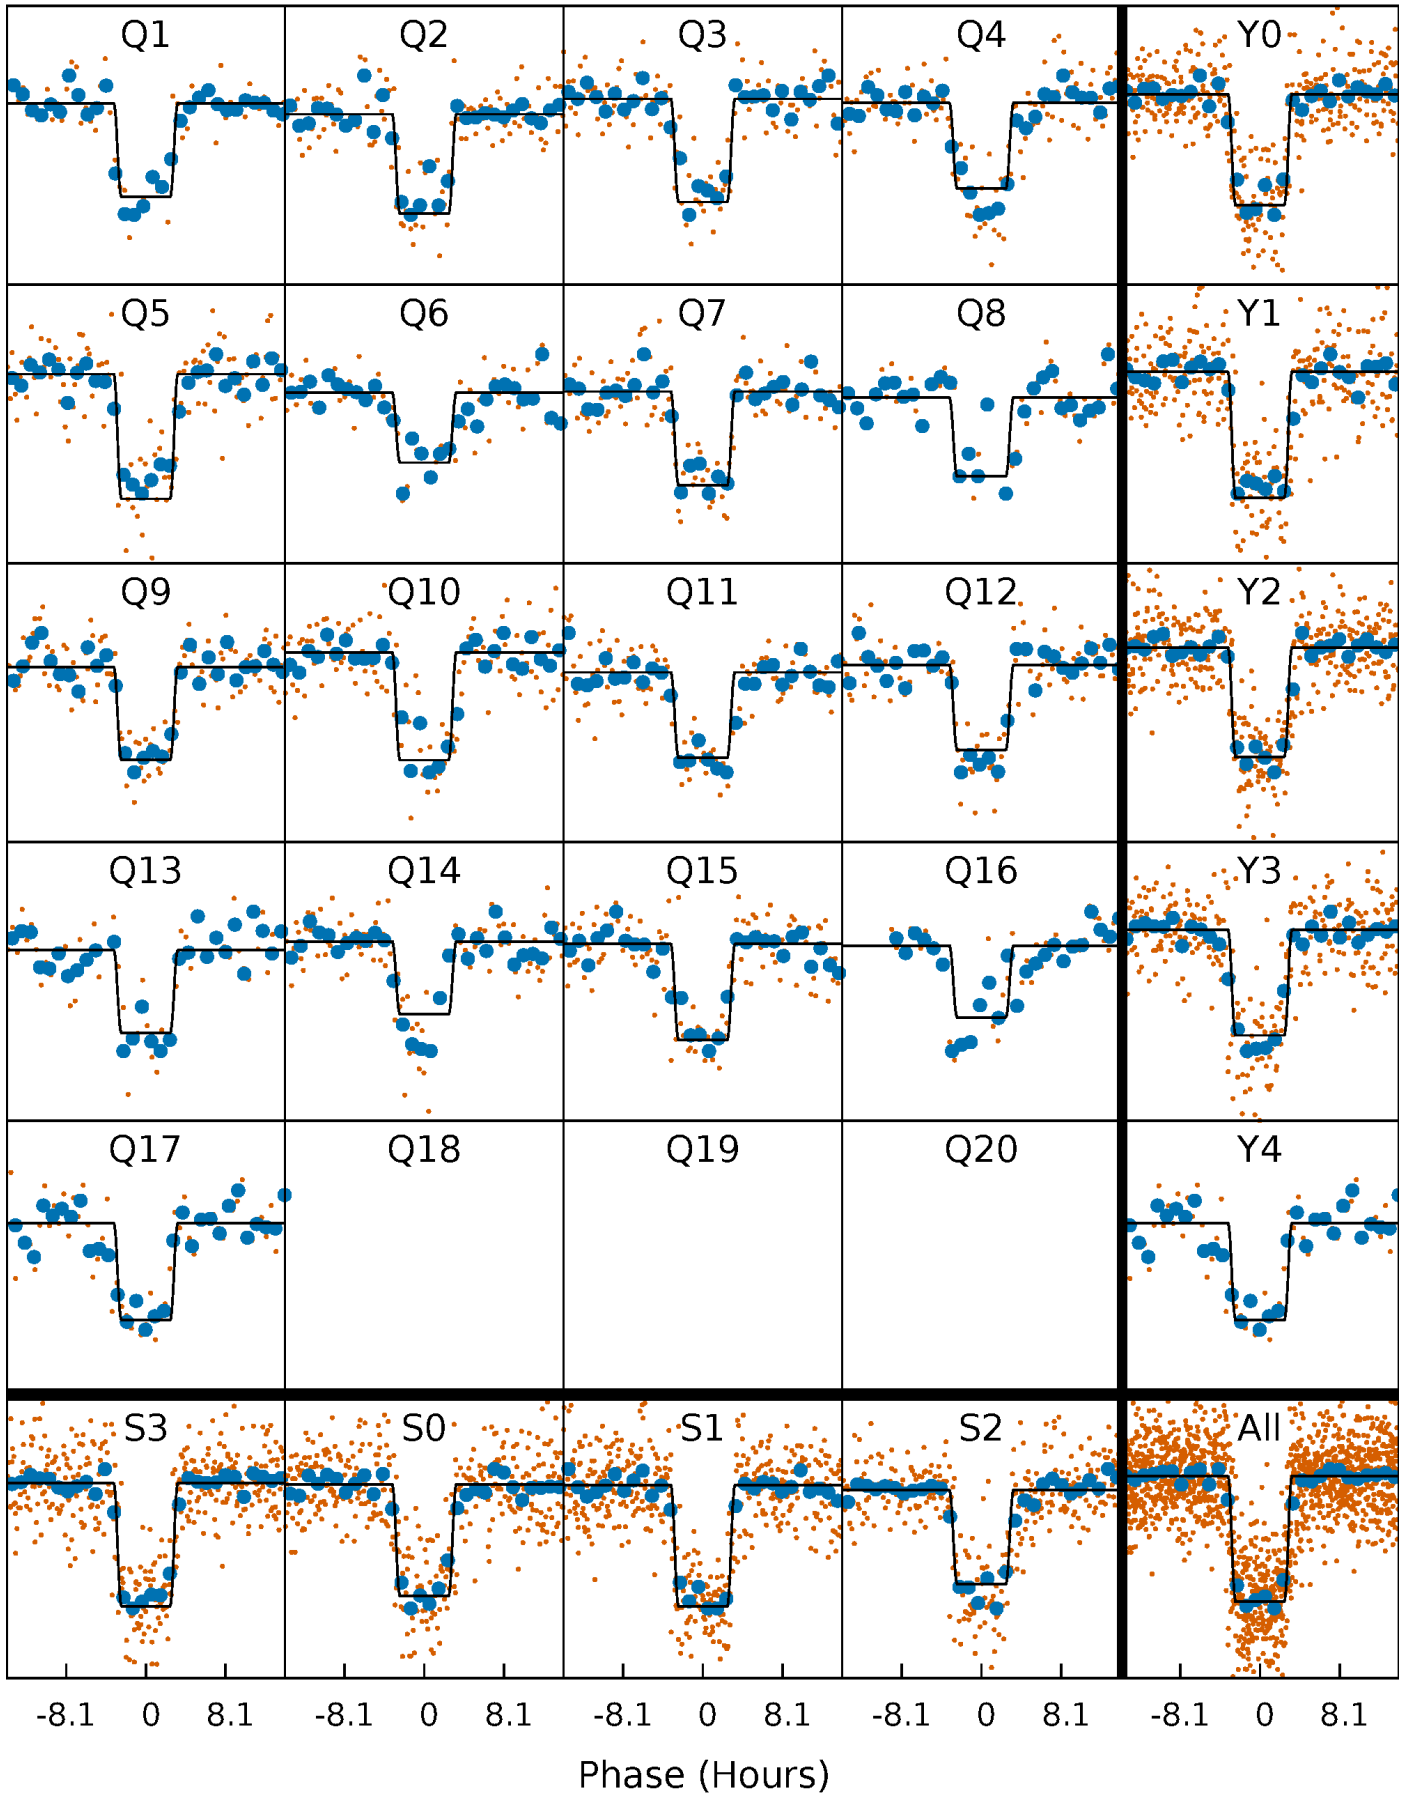 Q1 Q2 Q3 Q4 Y0
Q5 Q6 Q7 Q8 Y1
Q9 Q10 Q11 Q12 Y2
Q13 Q14 Q15 Q16 Y3
Q17 Q18 Q19 Q20 Y4
S3 S0 S1 S2 All
-8.1 0 8.1 -8.1 0 8.1 -8.1 0 8.1 -8.1 0 8.1 -8.1 0 8.1
Phase (Hours)